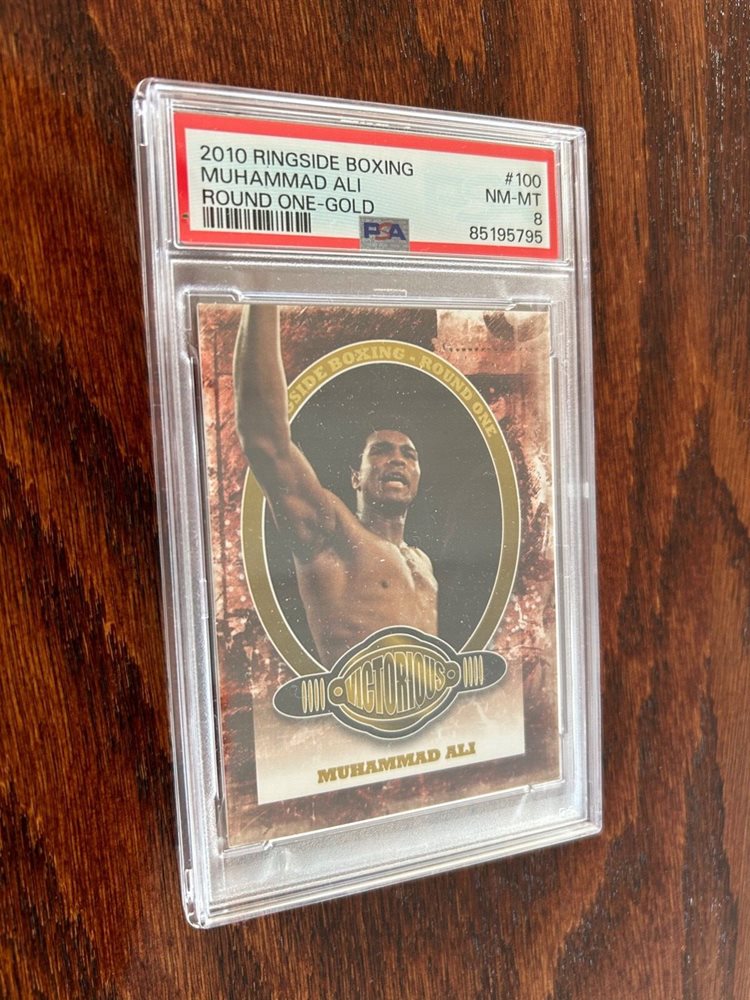 2010 RINGSIDE BOXING #100
MUHAMMAD ALI NM-MT
ROUND ONE-GOLD 8
PSA 85195795
GSIDE BOXING - ROUND ONE
VICTORIOUS
MUHAMMAD ALI